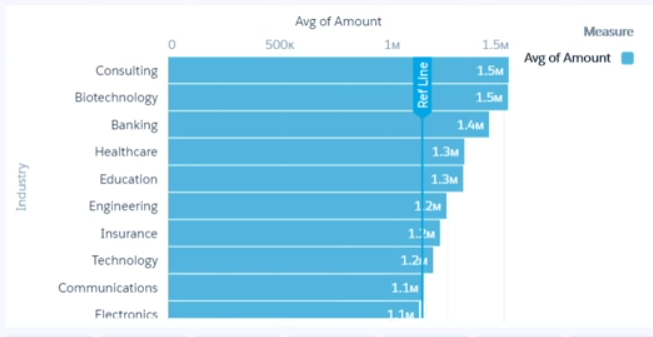 Avg of Amount
Measure
0 500K 1M 1.5M
Avg of Amount
Ref Line
Industry
Consulting 1.5M
Biotechnology 1.5M
Banking 1.4M
Healthcare 1.3M
Education 1.3M
Engineering 1.2M
Insurance 1.2M
Technology 1.2M
Communications 1.1M
Electronics 1.1M